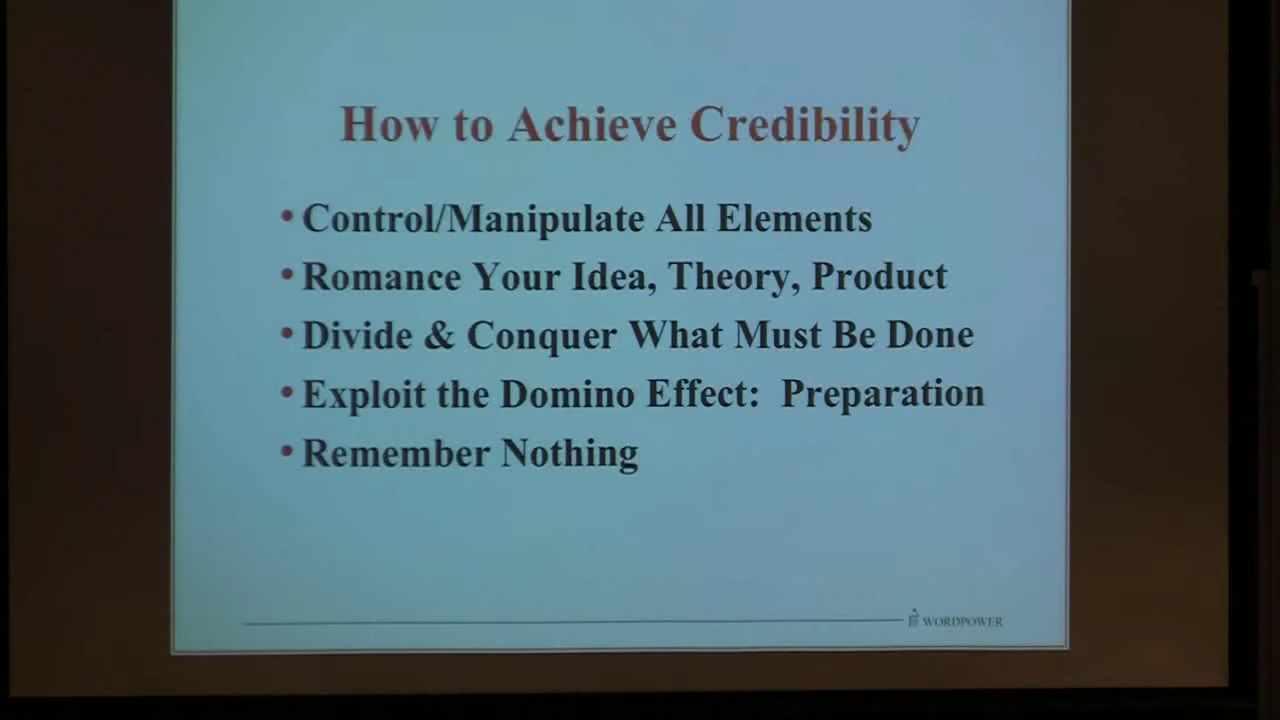 How to Achieve Credibility
• Control/Manipulate All Elements
• Romance Your Idea, Theory, Product
• Divide & Conquer What Must Be Done
• Exploit the Domino Effect: Preparation
• Remember Nothing
WORDPOWER